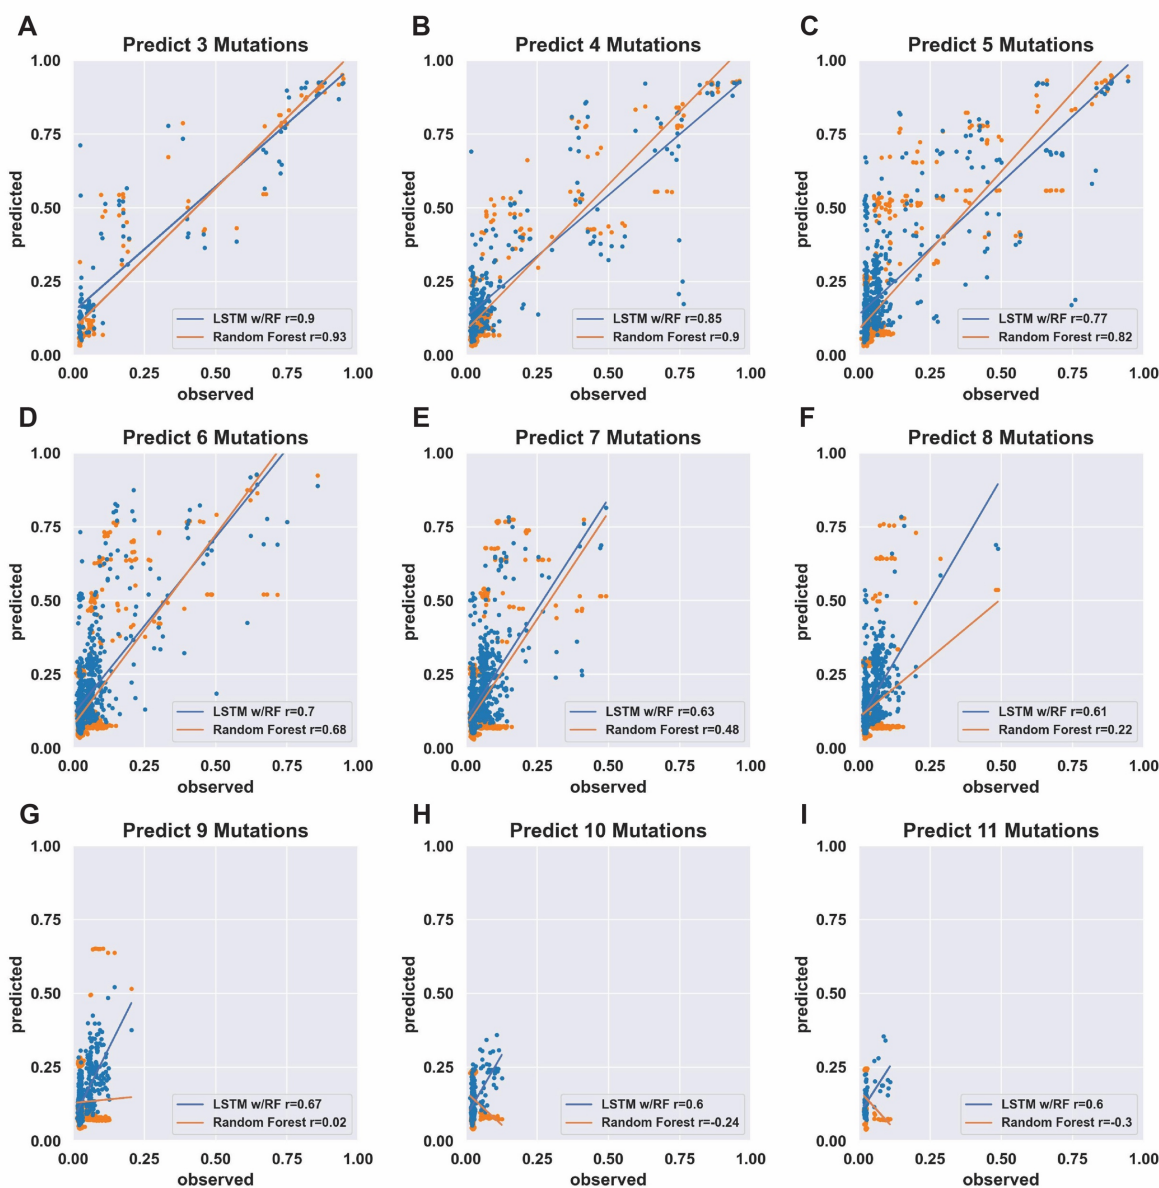 A
Predict 3 Mutations
1.00
0.75
0.50
0.25
0.00
predicted
LSTM w/RF r=0.9
Random Forest r=0.93
0.00 0.25 0.50 0.75 1.00
observed
B
Predict 4 Mutations
1.00
0.75
0.50
0.25
0.00
predicted
LSTM w/RF r=0.85
Random Forest r=0.9
0.00 0.25 0.50 0.75 1.00
observed
C
Predict 5 Mutations
1.00
0.75
0.50
0.25
0.00
predicted
LSTM w/RF r=0.77
Random Forest r=0.82
0.00 0.25 0.50 0.75 1.00
observed
D
Predict 6 Mutations
1.00
0.75
0.50
0.25
0.00
predicted
LSTM w/RF r=0.7
Random Forest r=0.68
0.00 0.25 0.50 0.75 1.00
observed
E
Predict 7 Mutations
1.00
0.75
0.50
0.25
0.00
predicted
LSTM w/RF r=0.63
Random Forest r=0.48
0.00 0.25 0.50 0.75 1.00
observed
F
Predict 8 Mutations
1.00
0.75
0.50
0.25
0.00
predicted
LSTM w/RF r=0.61
Random Forest r=0.22
0.00 0.25 0.50 0.75 1.00
observed
G
Predict 9 Mutations
1.00
0.75
0.50
0.25
0.00
predicted
LSTM w/RF r=0.67
Random Forest r=0.02
0.00 0.25 0.50 0.75 1.00
observed
H
Predict 10 Mutations
1.00
0.75
0.50
0.25
0.00
predicted
LSTM w/RF r=0.6
Random Forest r=-0.24
0.00 0.25 0.50 0.75 1.00
observed
I
Predict 11 Mutations
1.00
0.75
0.50
0.25
0.00
predicted
LSTM w/RF r=0.6
Random Forest r=-0.3
0.00 0.25 0.50 0.75 1.00
observed